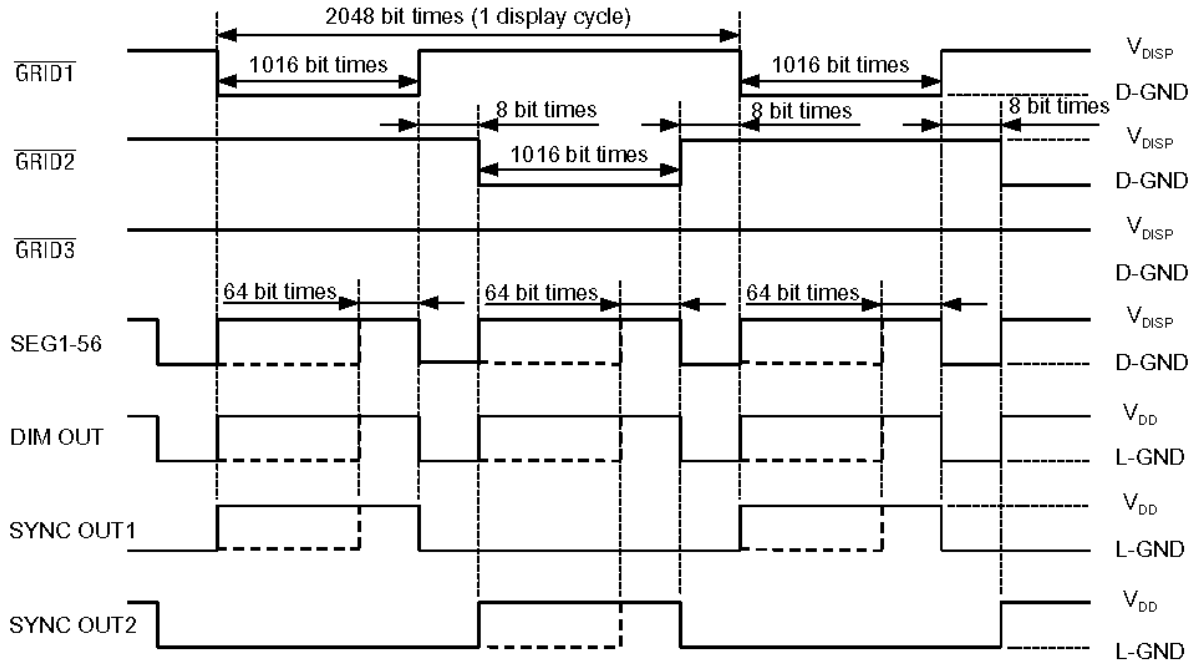 2048 bit times (1 display cycle)
GRID1
1016 bit times
1016 bit times
V_DISP
D-GND
8 bit times
8 bit times
8 bit times
GRID2
1016 bit times
V_DISP
D-GND
GRID3
V_DISP
D-GND
64 bit times
64 bit times
64 bit times
SEG1-56
V_DISP
D-GND
DIM OUT
V_DD
L-GND
SYNC OUT1
V_DD
L-GND
SYNC OUT2
V_DD
L-GND